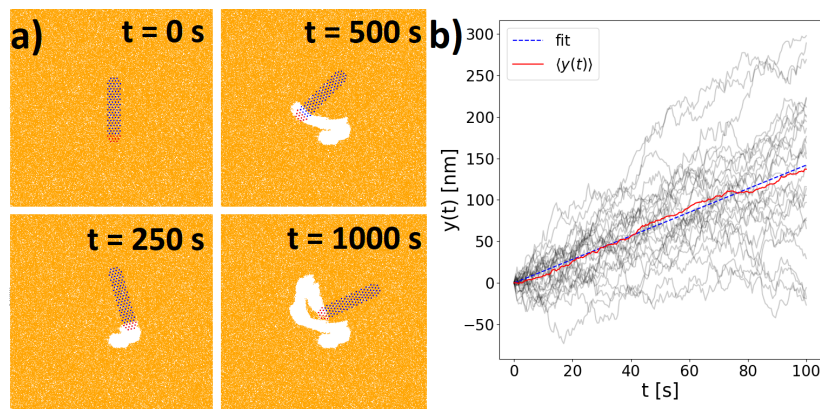 a)
t = 0 s
t = 500 s
t = 250 s
t = 1000 s
b)
fit
⟨y(t)⟩
300
250
200
150
100
50
0
−50
y(t) [nm]
0 20 40 60 80 100
t [s]